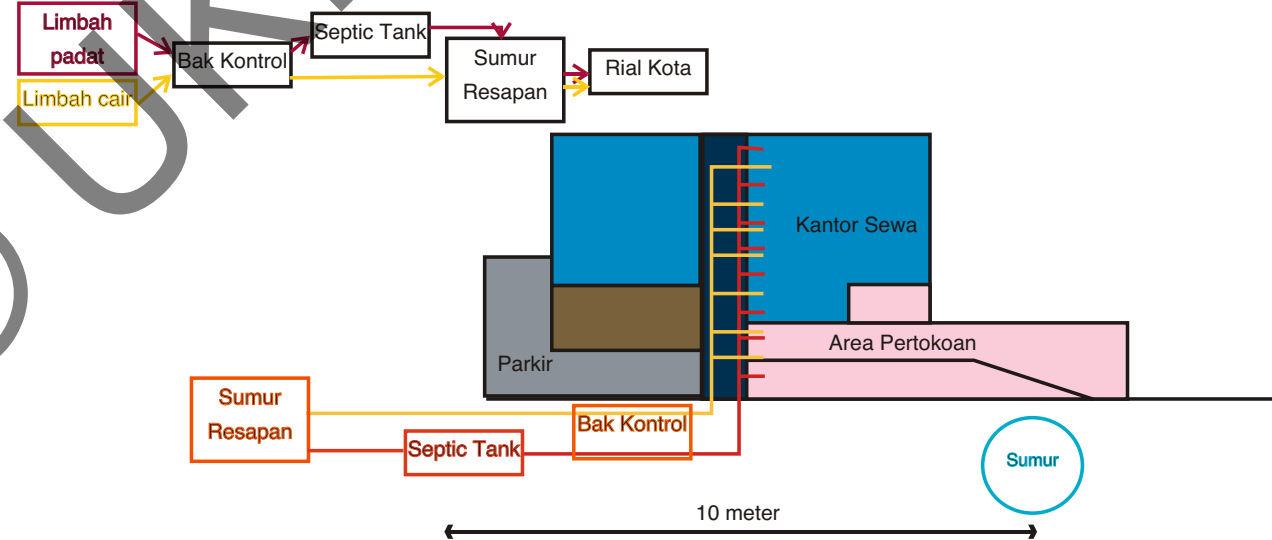 Limbah
padat
Limbah cair
Bak Kontrol
Septic Tank
Sumur
Resapan
Rial Kota
Kantor Sewa
Area Pertokoan
Parkir
Sumur
Resapan
Septic Tank
Bak Kontrol
Sumur
10 meter